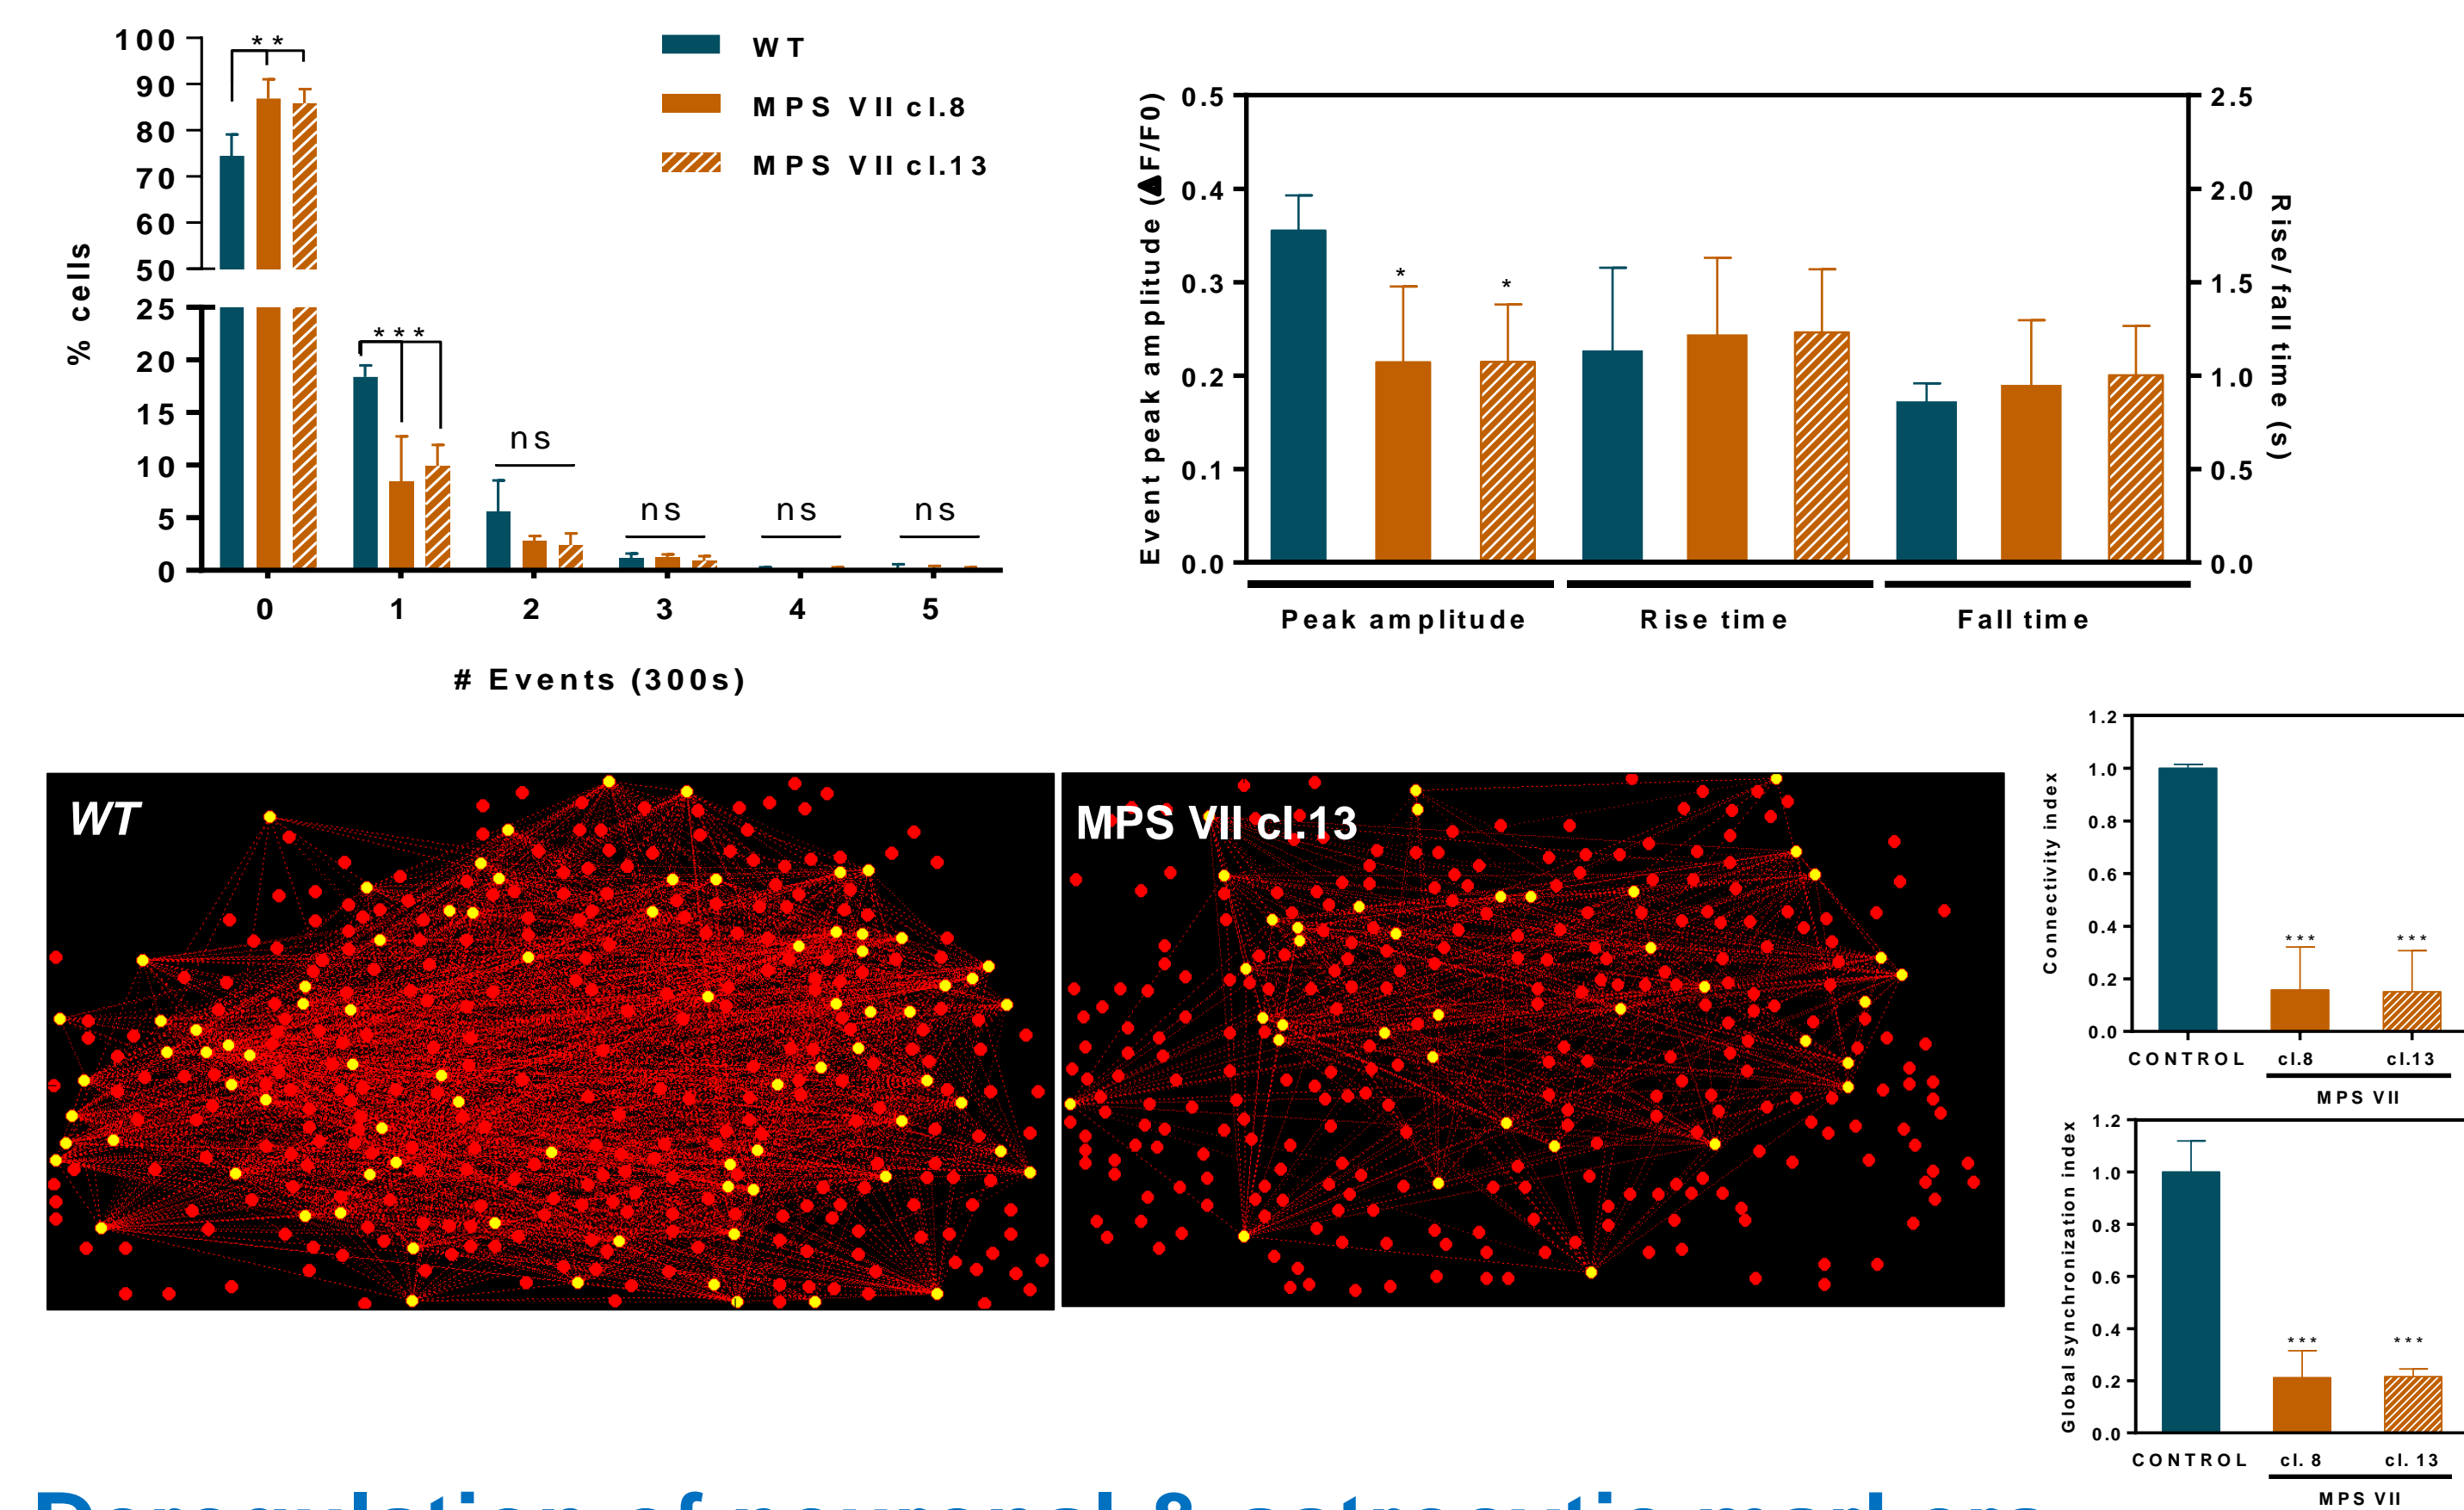 100
90
80
70
60
50
25
20
15
10
5
0
% cells
**
***
ns
ns
ns
ns
0 1 2 3 4 5
# Events (300s)
WT
MPS VII cl.8
MPS VII cl.13
Event peak amplitude (▲F/F0)
0.5
0.4
0.3
0.2
0.1
0.0
*
*
2.5
2.0
1.5
1.0
0.5
0.0
Rise/fall time (s)
Peak amplitude Rise time Fall time
WT
MPS VII cl.13
Connectivity index
1.2
1.0
0.8
0.6
0.4
0.2
0.0
*** ***
CONTROL cl.8 cl.13
MPS VII
Global synchronization index
1.2
1.0
0.8
0.6
0.4
0.2
0.0
*** ***
CONTROL cl. 8 cl. 13
MPS VII
Deregulation of neuronal & astrocytic markers